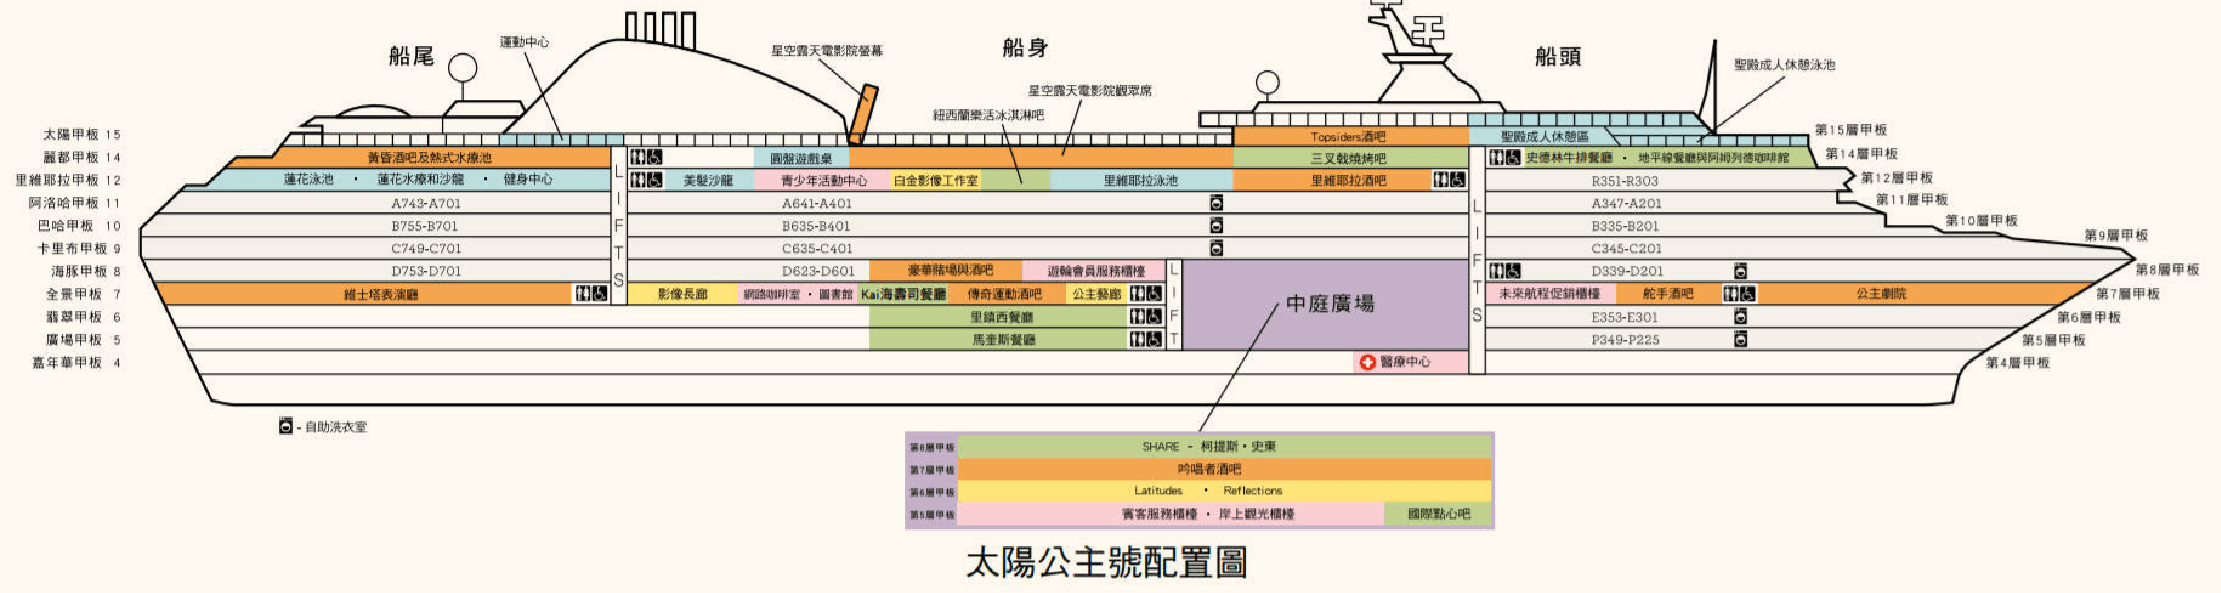 船尾
運動中心
星空露天電影院螢幕
船身
星空露天電影院觀眾席
紐西蘭樂活冰淇淋吧
船頭
聖殿成人休憩泳池
太陽甲板 15
Topsiders酒吧
聖殿成人休憩區
第15層甲板
麗都甲板 14
黃昏酒吧及熱式水療池
圓盤遊戲桌
三叉戟燒烤吧
史德林牛排餐廳 · 地平線餐廳與阿姆列德咖啡館
第14層甲板
里維耶拉甲板 12
蓮花泳池 · 蓮花水療和沙龍 · 健身中心
美髮沙龍
青少年活動中心
白金影像工作室
里維耶拉泳池
里維耶拉酒吧
R351-R303
第12層甲板
阿洛哈甲板 11
A743-A701
A641-A401
A347-A201
第11層甲板
巴哈甲板 10
B755-B701
B635-B401
B335-B201
第10層甲板
卡里布甲板 9
C749-C701
C635-C401
C345-C201
第9層甲板
海豚甲板 8
D753-D701
D623-D601
豪華賭場與酒吧
遊輪會員服務櫃檯
D339-D201
第8層甲板
全景甲板 7
維士塔表演廳
影像長廊
網路咖啡室 · 圖書館
Kai海壽司餐廳
傳奇運動酒吧
公主藝廊
未來航程促銷櫃檯
舵手酒吧
公主劇院
第7層甲板
翡翠甲板 6
里鎮西餐廳
E353-E301
第6層甲板
廣場甲板 5
馬奎斯餐廳
P349-P225
第5層甲板
嘉年華甲板 4
醫療中心
第4層甲板
LIFTS
LIFT
LIFTS
中庭廣場
- 自助洗衣室
第8層甲板
SHARE - 柯提斯·史東
第7層甲板
吟唱者酒吧
第6層甲板
Latitudes · Reflections
第5層甲板
賓客服務櫃檯 · 岸上觀光櫃檯
國際點心吧
太陽公主號配置圖